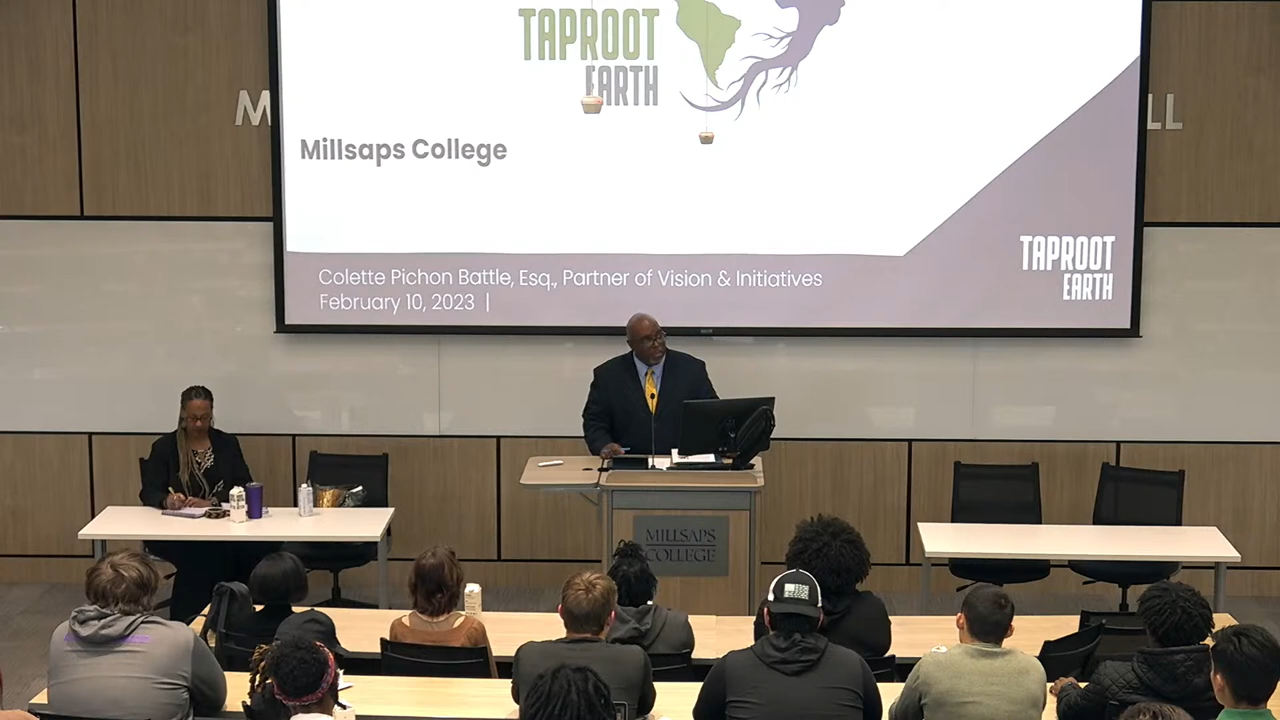 TAPROOT
EARTH
Millsaps College
TAPROOT
EARTH
Colette Pichon Battle, Esq., Partner of Vision & Initiatives
February 10, 2023 |
MILLSAPS
COLLEGE